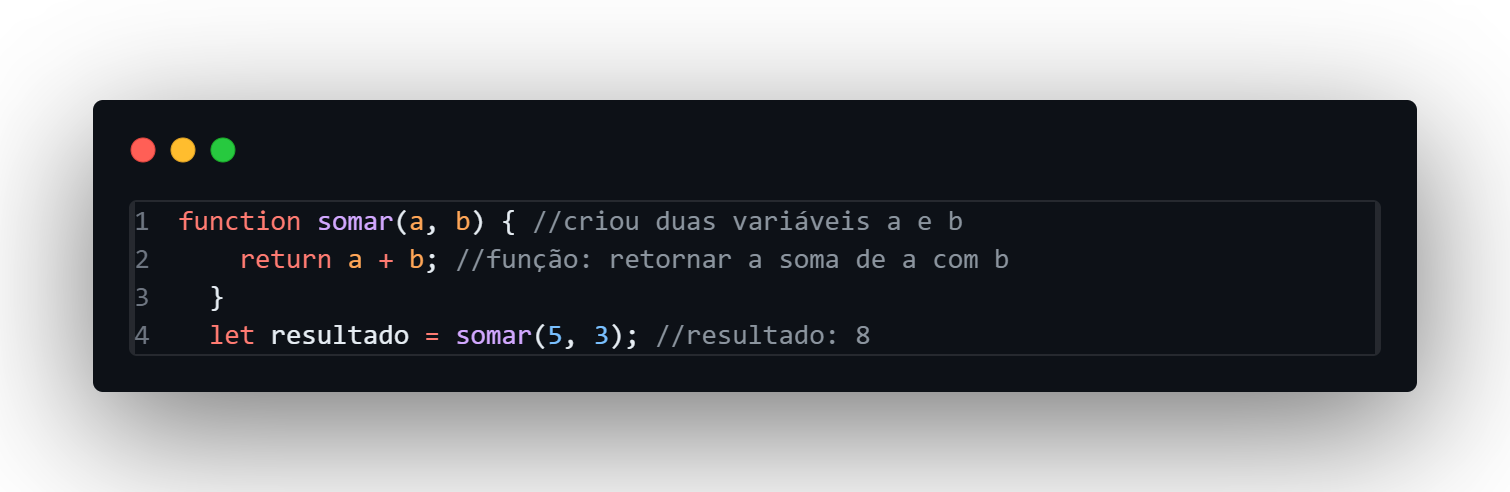 1 function somar(a, b) { //criou duas variáveis a e b
2 return a + b; //função: retornar a soma de a com b
3 }
4 let resultado = somar(5, 3); //resultado: 8